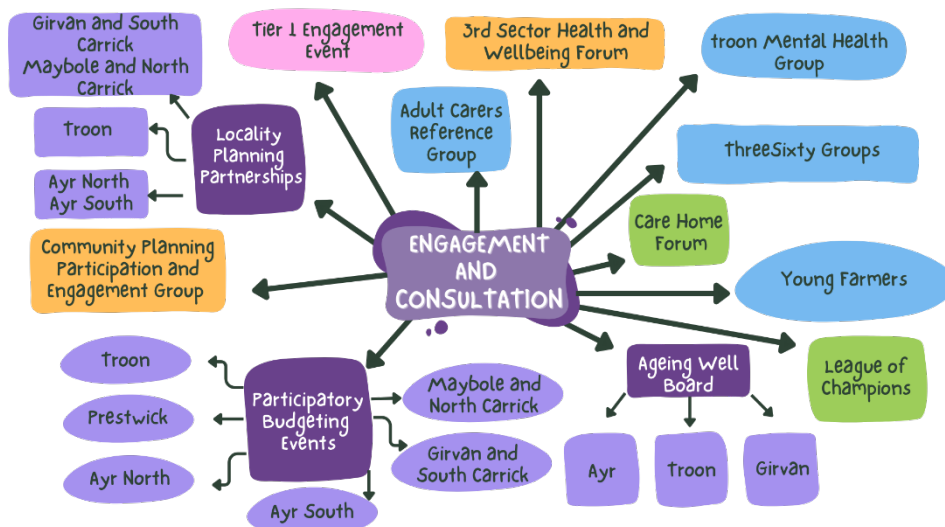 Girvan and South
Carrick
Maybole and North
Carrick
Tier 1 Engagement
Event
3rd Sector Health and
Wellbeing Forum
troon Mental Health
Group
Troon
Locality
Planning
Partnerships
Adult Carers
Reference
Group
ThreeSixty Groups
Ayr North
Ayr South
Care Home
Forum
Community Planning
Participation and
Engagement Group
ENGAGEMENT
AND
CONSULTATION
Young Farmers
Troon
Prestwick
Ayr North
Participatory
Budgeting
Events
Maybole and
North Carrick
Girvan and
South Carrick
Ayr South
Ageing Well
Board
Ayr
Troon
Girvan
League of
Champions